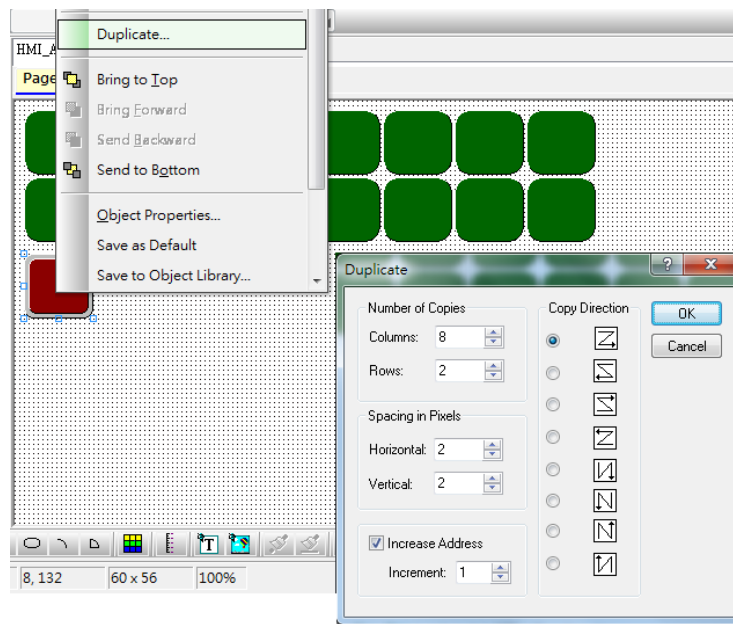 Duplicate...
HMI_A
Page
Bring to Top
Bring Forward
Send Backward
Send to Bottom
Object Properties...
Save as Default
Save to Object Library...
Duplicate
Number of Copies
Columns: 8
Rows: 2
Spacing in Pixels
Horizontal: 2
Vertical: 2
Increase Address
Increment: 1
Copy Direction
OK
Cancel
T
8, 132 60 x 56 100%